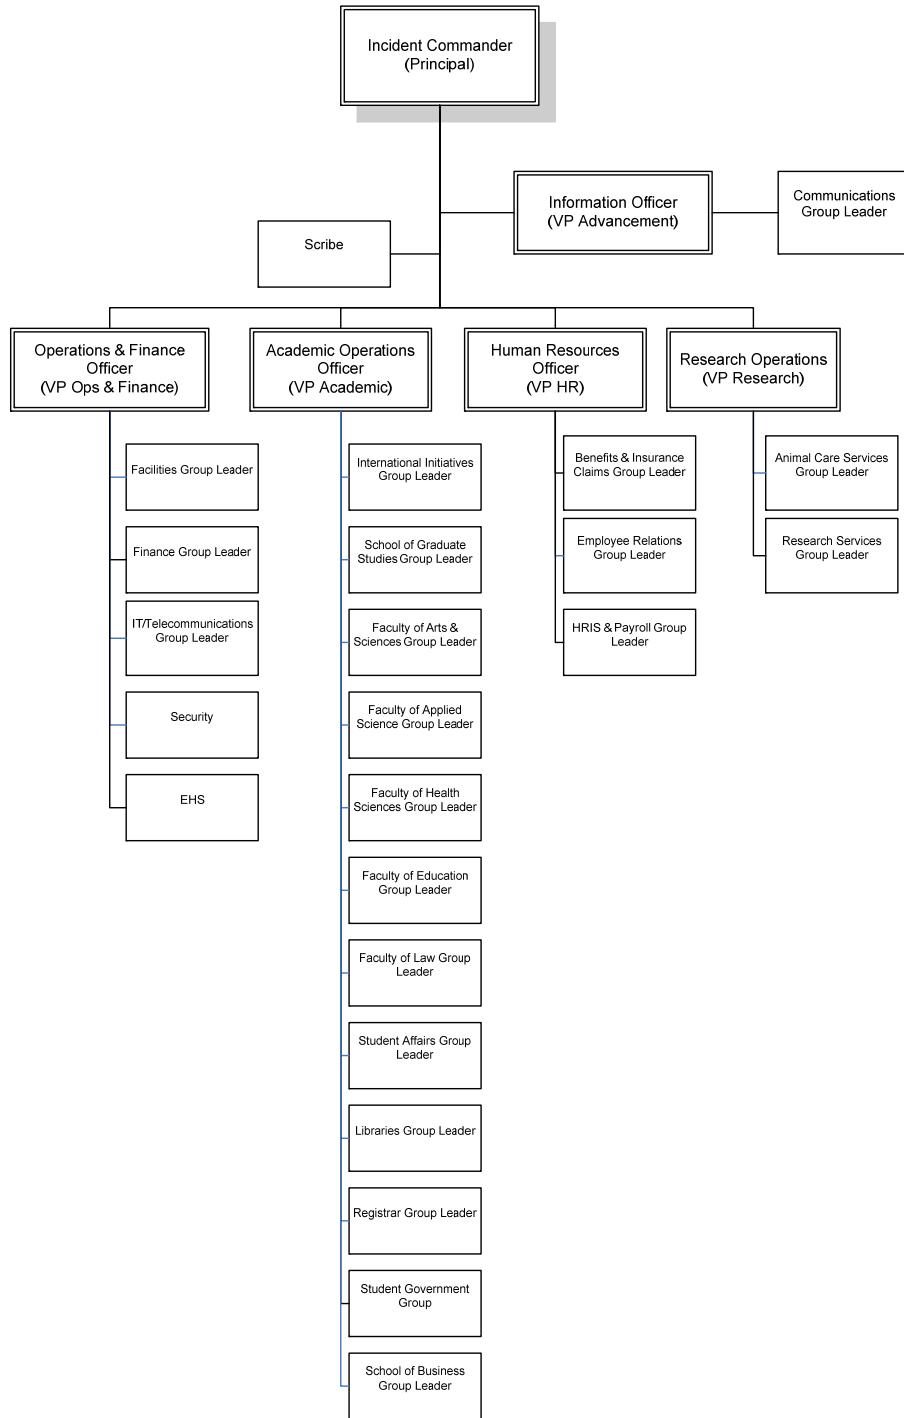 Incident Commander
(Principal)
Information Officer
(VP Advancement)
Communications
Group Leader
Scribe
Operations & Finance
Officer
(VP Ops & Finance)
Academic Operations
Officer
(VP Academic)
Human Resources
Officer
(VP HR)
Research Operations
(VP Research)
Facilities Group Leader
Finance Group Leader
IT/Telecommunications
Group Leader
Security
EHS
International Initiatives
Group Leader
School of Graduate
Studies Group Leader
Faculty of Arts &
Sciences Group Leader
Faculty of Applied
Science Group Leader
Faculty of Health
Sciences Group Leader
Faculty of Education
Group Leader
Faculty of Law Group
Leader
Student Affairs Group
Leader
Libraries Group Leader
Registrar Group Leader
Student Government
Group
School of Business
Group Leader
Benefits & Insurance
Claims Group Leader
Employee Relations
Group Leader
HRIS & Payroll Group
Leader
Animal Care Services
Group Leader
Research Services
Group Leader